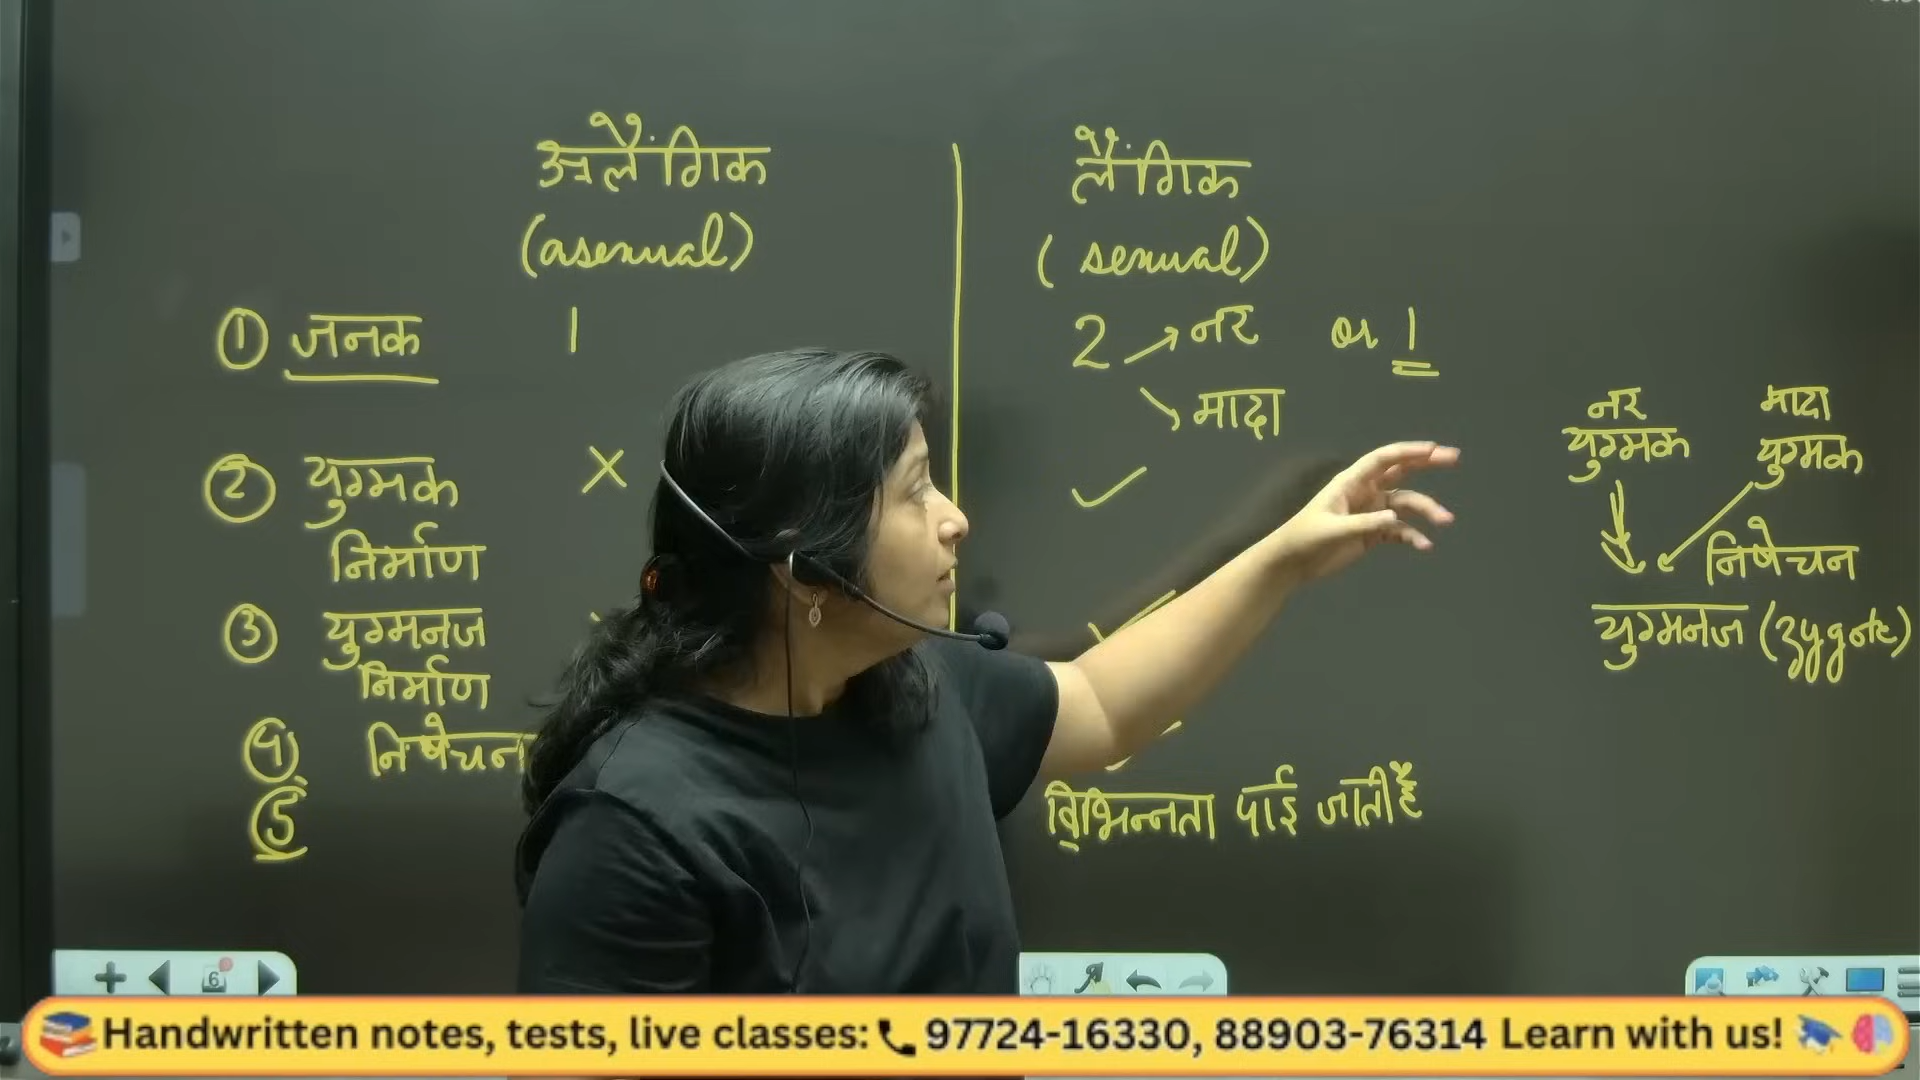 अलैंगिक
(asexual)
लैंगिक
(sexual)
① जनक
1
2 → नर or 1
↘ मादा
② युग्मक
निर्माण
×
✓
③ युग्मनज
निर्माण
④ निषेचन
⑤
विभिन्नता पाई जाती है
नर
युग्मक
मादा
युग्मक
निषेचन
युग्मनज (zygote)
6
Handwritten notes, tests, live classes: 97724-16330, 88903-76314 Learn with us!